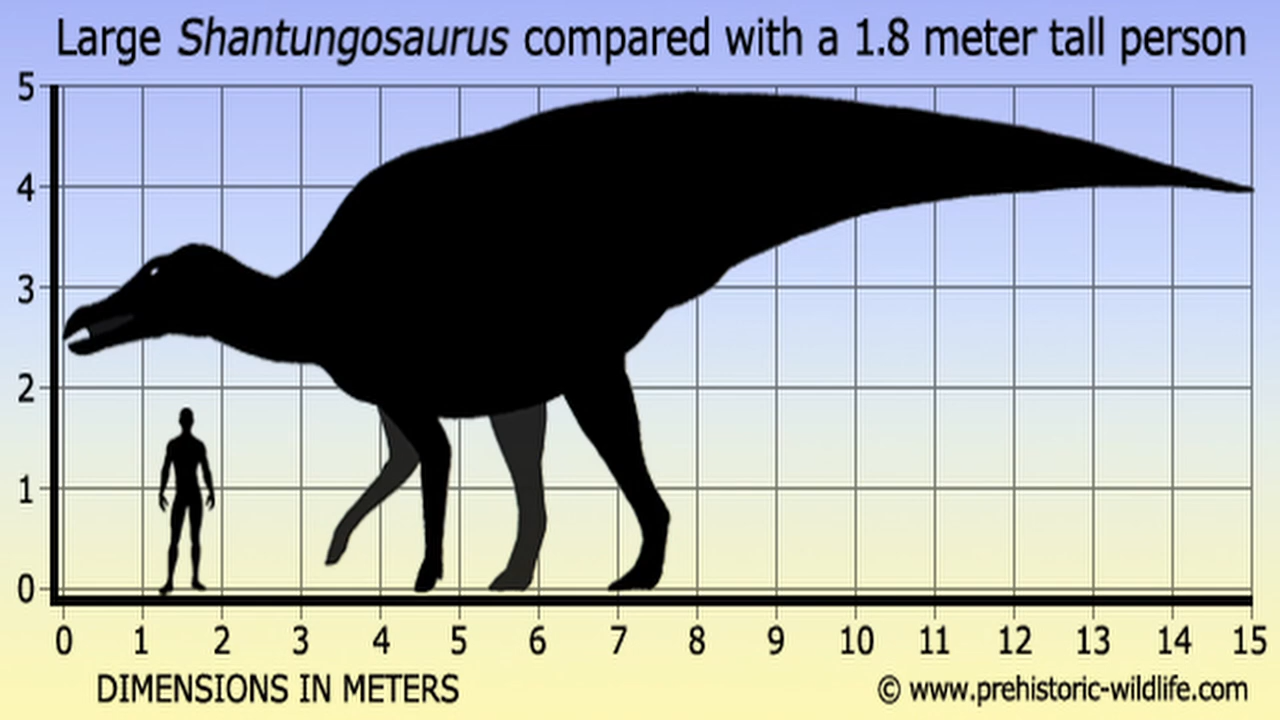 Large Shantungosaurus compared with a 1.8 meter tall person
5
4
3
2
1
0
0 1 2 3 4 5 6 7 8 9 10 11 12 13 14 15
DIMENSIONS IN METERS © www.prehistoric-wildlife.com